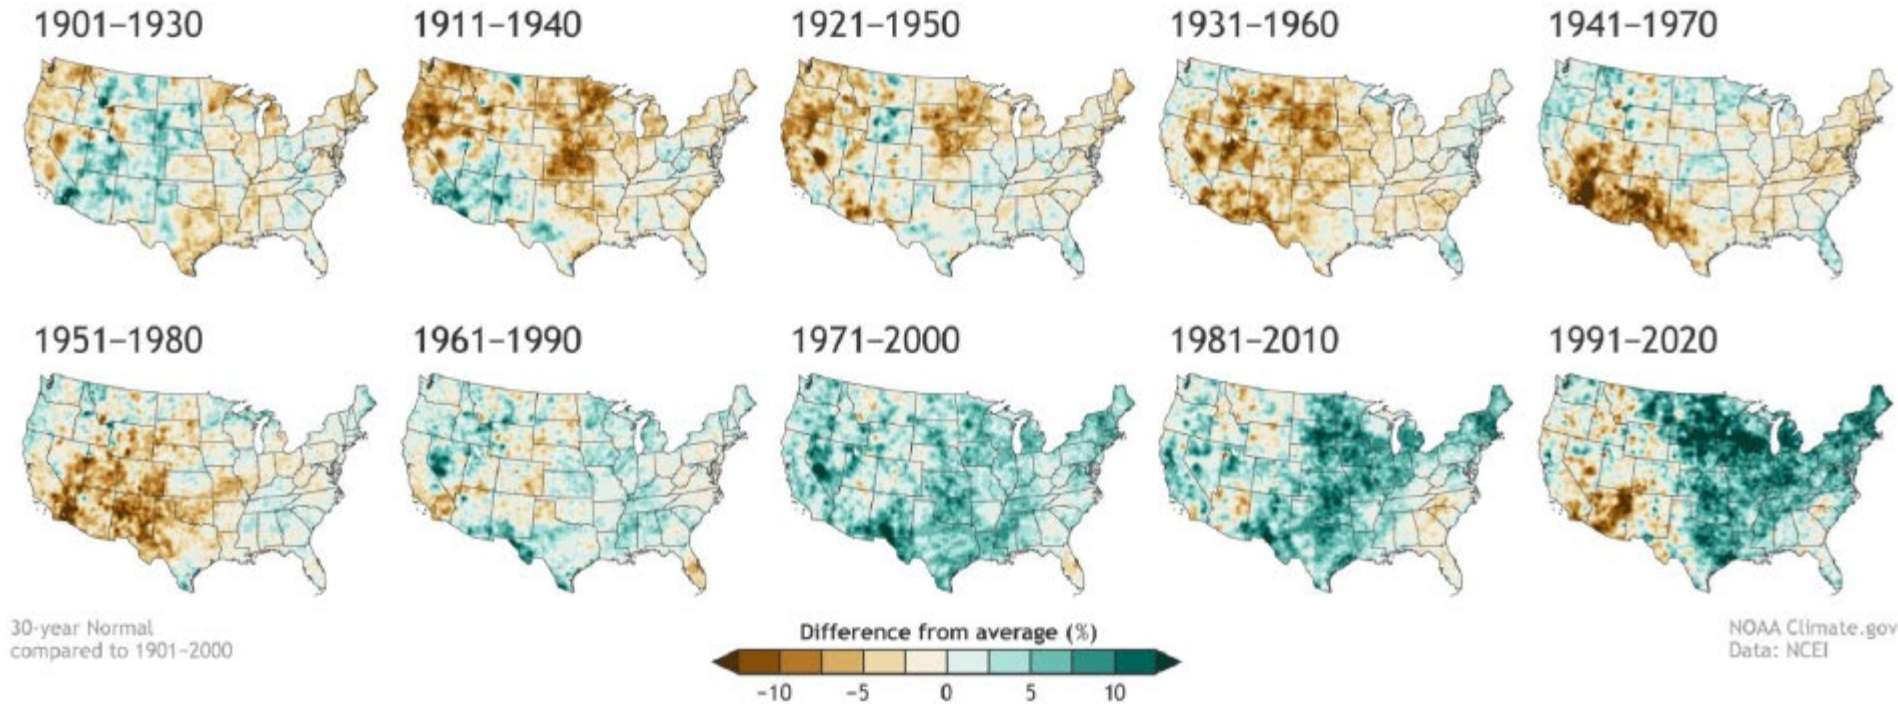 1901–1930
1911–1940
1921–1950
1931–1960
1941–1970
1951–1980
1961–1990
1971–2000
1981–2010
1991–2020
30-year Normal
compared to 1901–2000
Difference from average (%)
−10 −5 0 5 10
NOAA Climate.gov
Data: NCEI